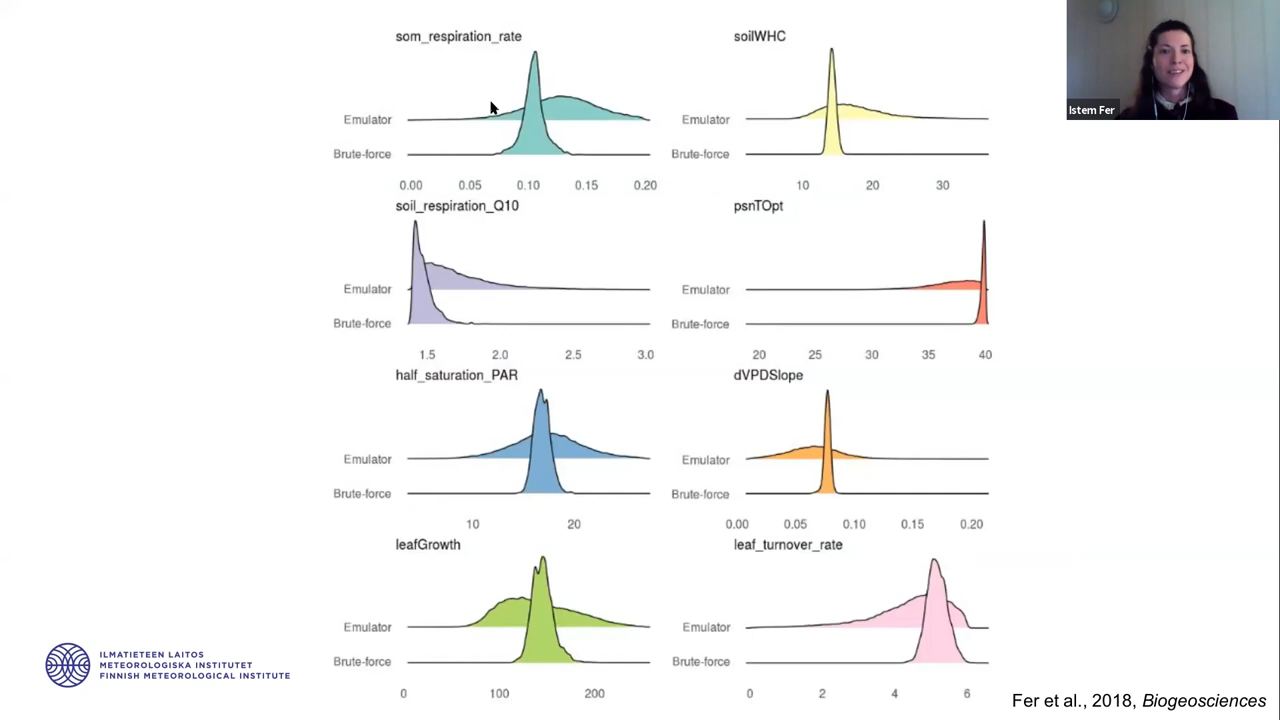 som_respiration_rate
Emulator
Brute-force
0.00 0.05 0.10 0.15 0.20
soilWHC
Emulator
Brute-force
10 20 30
Istem Fer
soil_respiration_Q10
Emulator
Brute-force
1.5 2.0 2.5 3.0
psnTOpt
Emulator
Brute-force
20 25 30 35 40
half_saturation_PAR
Emulator
Brute-force
10 20
dVPDSlope
Emulator
Brute-force
0.00 0.05 0.10 0.15 0.20
leafGrowth
Emulator
Brute-force
0 100 200
leaf_turnover_rate
Emulator
Brute-force
0 2 4 6
ILMATIETEEN LAITOS
METEOROLOGISKA INSTITUTET
FINNISH METEOROLOGICAL INSTITUTE
Fer et al., 2018, Biogeosciences